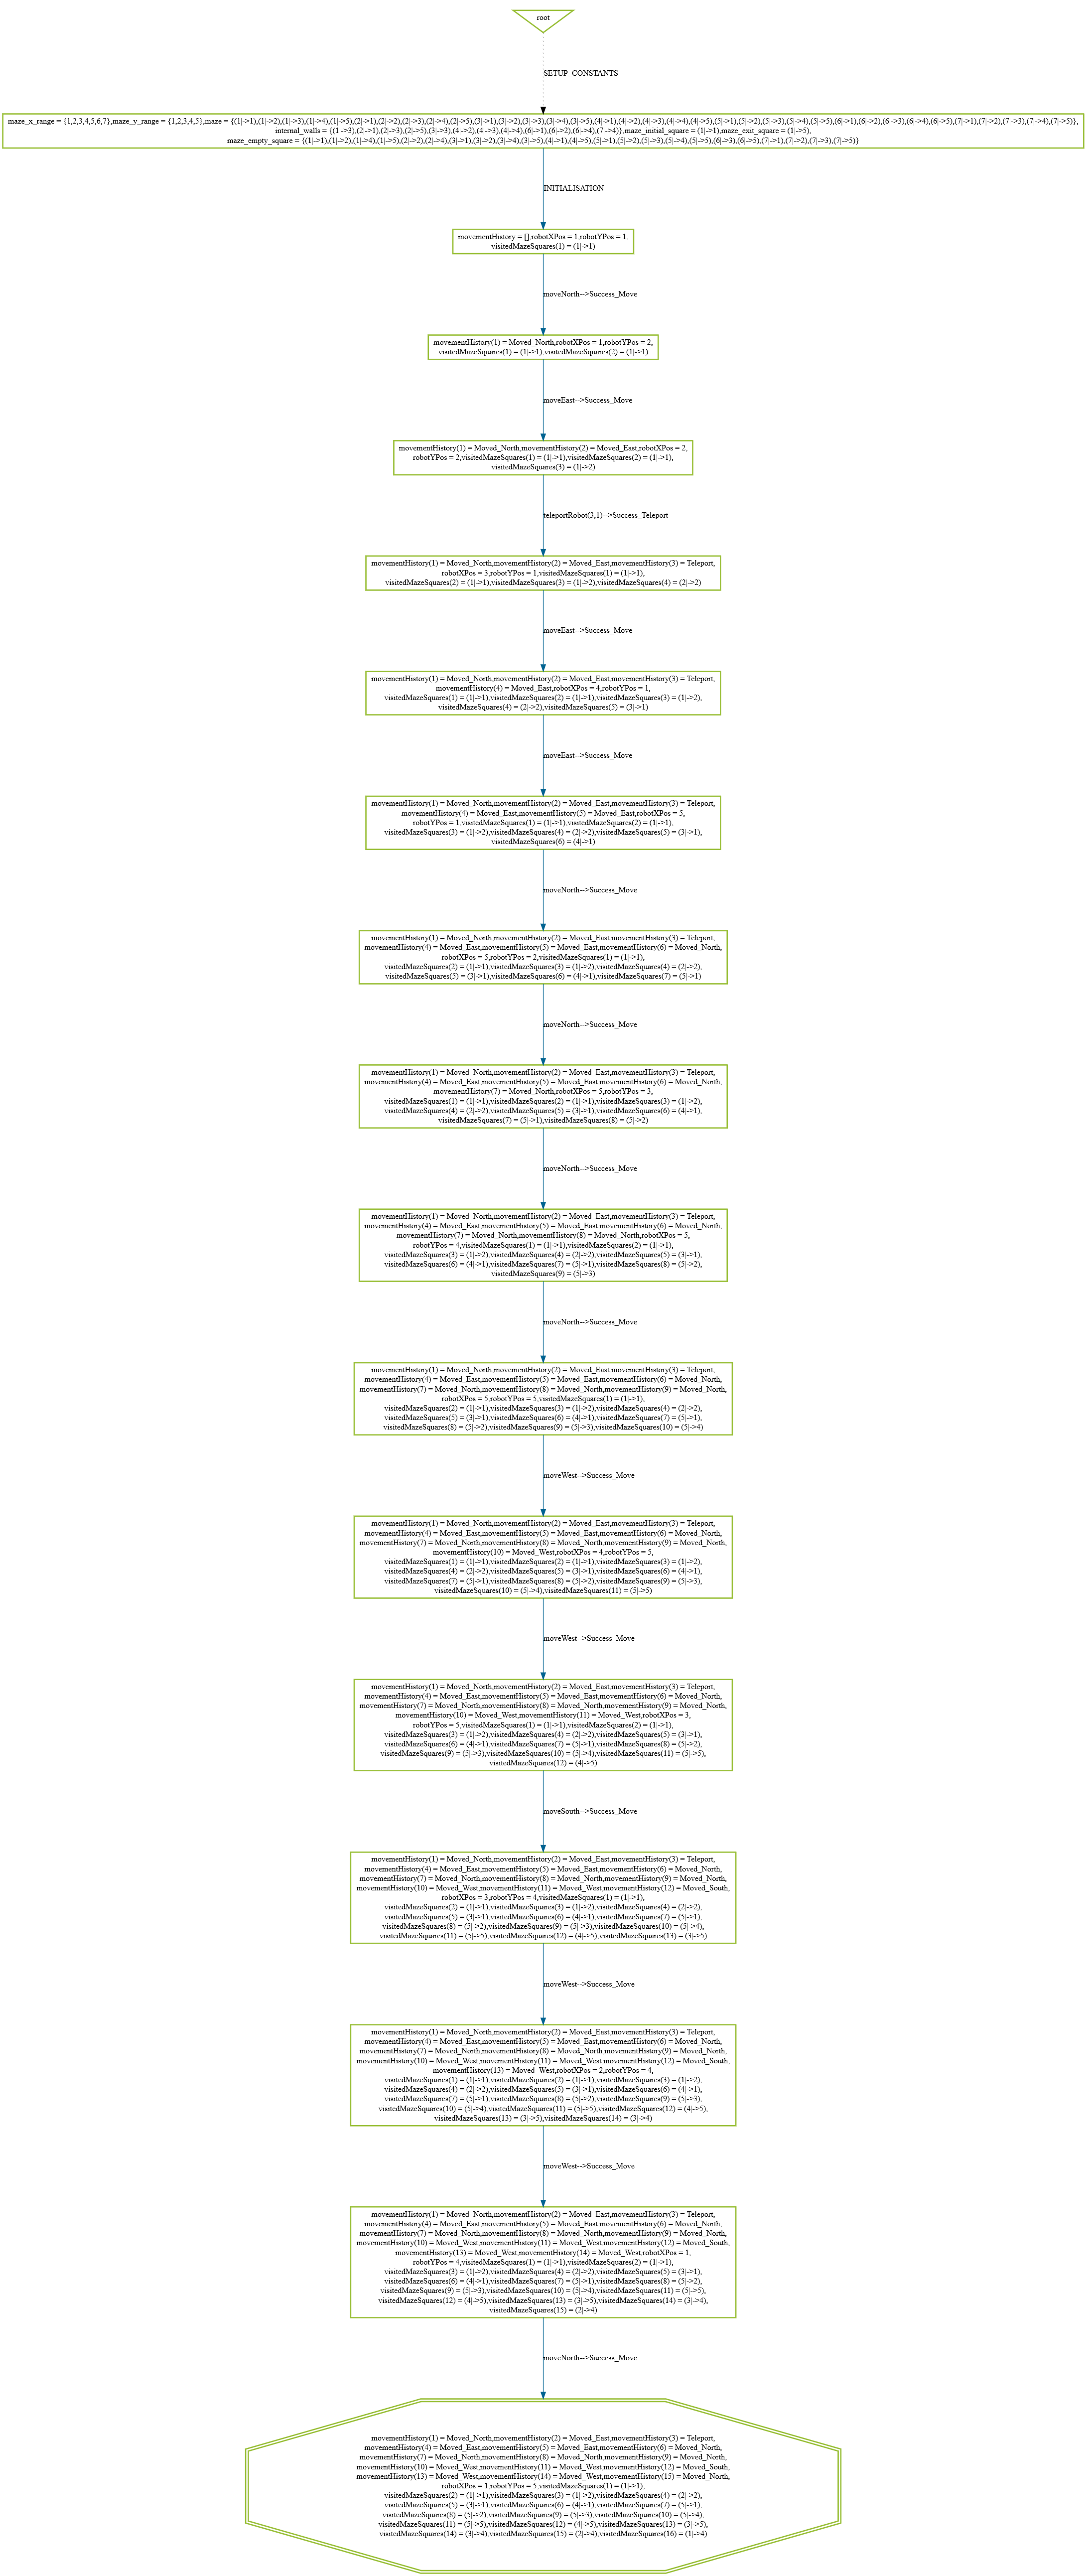 root
SETUP_CONSTANTS
maze_x_range = {1,2,3,4,5,6,7},maze_y_range = {1,2,3,4,5},maze = {(1|->1),(1|->2),(1|->3),(1|->4),(1|->5),(2|->1),(2|->2),(2|->3),(2|->4),(2|->5),(3|->1),(3|->2),(3|->3),(3|->4),(3|->5),(4|->1),(4|->2),(4|->3),(4|->4),(4|->5),(5|->1),(5|->2),(5|->3),(5|->4),(5|->5),(6|->1),(6|->2),(6|->3),(6|->4),(6|->5),(7|->1),(7|->2),(7|->3),(7|->4),(7|->5)},
internal_walls = {(1|->3),(2|->1),(2|->3),(2|->5),(3|->3),(4|->2),(4|->3),(4|->4),(6|->1),(6|->2),(6|->4),(7|->4)},maze_initial_square = (1|->1),maze_exit_square = (1|->5),
maze_empty_square = {(1|->1),(1|->2),(1|->4),(1|->5),(2|->2),(2|->4),(3|->1),(3|->2),(3|->4),(3|->5),(4|->1),(4|->5),(5|->1),(5|->2),(5|->3),(5|->4),(5|->5),(6|->3),(6|->5),(7|->1),(7|->2),(7|->3),(7|->5)}
INITIALISATION
movementHistory = [],robotXPos = 1,robotYPos = 1,
visitedMazeSquares(1) = (1|->1)
moveNorth-->Success_Move
movementHistory(1) = Moved_North,robotXPos = 1,robotYPos = 2,
visitedMazeSquares(1) = (1|->1),visitedMazeSquares(2) = (1|->1)
moveEast-->Success_Move
movementHistory(1) = Moved_North,movementHistory(2) = Moved_East,robotXPos = 2,
robotYPos = 2,visitedMazeSquares(1) = (1|->1),visitedMazeSquares(2) = (1|->1),
visitedMazeSquares(3) = (1|->2)
teleportRobot(3,1)-->Success_Teleport
movementHistory(1) = Moved_North,movementHistory(2) = Moved_East,movementHistory(3) = Teleport,
robotXPos = 3,robotYPos = 1,visitedMazeSquares(1) = (1|->1),
visitedMazeSquares(2) = (1|->1),visitedMazeSquares(3) = (1|->2),visitedMazeSquares(4) = (2|->2)
moveEast-->Success_Move
movementHistory(1) = Moved_North,movementHistory(2) = Moved_East,movementHistory(3) = Teleport,
movementHistory(4) = Moved_East,robotXPos = 4,robotYPos = 1,
visitedMazeSquares(1) = (1|->1),visitedMazeSquares(2) = (1|->1),visitedMazeSquares(3) = (1|->2),
visitedMazeSquares(4) = (2|->2),visitedMazeSquares(5) = (3|->1)
moveEast-->Success_Move
movementHistory(1) = Moved_North,movementHistory(2) = Moved_East,movementHistory(3) = Teleport,
movementHistory(4) = Moved_East,movementHistory(5) = Moved_East,robotXPos = 5,
robotYPos = 1,visitedMazeSquares(1) = (1|->1),visitedMazeSquares(2) = (1|->1),
visitedMazeSquares(3) = (1|->2),visitedMazeSquares(4) = (2|->2),visitedMazeSquares(5) = (3|->1),
visitedMazeSquares(6) = (4|->1)
moveNorth-->Success_Move
movementHistory(1) = Moved_North,movementHistory(2) = Moved_East,movementHistory(3) = Teleport,
movementHistory(4) = Moved_East,movementHistory(5) = Moved_East,movementHistory(6) = Moved_North,
robotXPos = 5,robotYPos = 2,visitedMazeSquares(1) = (1|->1),
visitedMazeSquares(2) = (1|->1),visitedMazeSquares(3) = (1|->2),visitedMazeSquares(4) = (2|->2),
visitedMazeSquares(5) = (3|->1),visitedMazeSquares(6) = (4|->1),visitedMazeSquares(7) = (5|->1)
moveNorth-->Success_Move
movementHistory(1) = Moved_North,movementHistory(2) = Moved_East,movementHistory(3) = Teleport,
movementHistory(4) = Moved_East,movementHistory(5) = Moved_East,movementHistory(6) = Moved_North,
movementHistory(7) = Moved_North,robotXPos = 5,robotYPos = 3,
visitedMazeSquares(1) = (1|->1),visitedMazeSquares(2) = (1|->1),visitedMazeSquares(3) = (1|->2),
visitedMazeSquares(4) = (2|->2),visitedMazeSquares(5) = (3|->1),visitedMazeSquares(6) = (4|->1),
visitedMazeSquares(7) = (5|->1),visitedMazeSquares(8) = (5|->2)
moveNorth-->Success_Move
movementHistory(1) = Moved_North,movementHistory(2) = Moved_East,movementHistory(3) = Teleport,
movementHistory(4) = Moved_East,movementHistory(5) = Moved_East,movementHistory(6) = Moved_North,
movementHistory(7) = Moved_North,movementHistory(8) = Moved_North,robotXPos = 5,
robotYPos = 4,visitedMazeSquares(1) = (1|->1),visitedMazeSquares(2) = (1|->1),
visitedMazeSquares(3) = (1|->2),visitedMazeSquares(4) = (2|->2),visitedMazeSquares(5) = (3|->1),
visitedMazeSquares(6) = (4|->1),visitedMazeSquares(7) = (5|->1),visitedMazeSquares(8) = (5|->2),
visitedMazeSquares(9) = (5|->3)
moveNorth-->Success_Move
movementHistory(1) = Moved_North,movementHistory(2) = Moved_East,movementHistory(3) = Teleport,
movementHistory(4) = Moved_East,movementHistory(5) = Moved_East,movementHistory(6) = Moved_North,
movementHistory(7) = Moved_North,movementHistory(8) = Moved_North,movementHistory(9) = Moved_North,
robotXPos = 5,robotYPos = 5,visitedMazeSquares(1) = (1|->1),
visitedMazeSquares(2) = (1|->1),visitedMazeSquares(3) = (1|->2),visitedMazeSquares(4) = (2|->2),
visitedMazeSquares(5) = (3|->1),visitedMazeSquares(6) = (4|->1),visitedMazeSquares(7) = (5|->1),
visitedMazeSquares(8) = (5|->2),visitedMazeSquares(9) = (5|->3),visitedMazeSquares(10) = (5|->4)
moveWest-->Success_Move
movementHistory(1) = Moved_North,movementHistory(2) = Moved_East,movementHistory(3) = Teleport,
movementHistory(4) = Moved_East,movementHistory(5) = Moved_East,movementHistory(6) = Moved_North,
movementHistory(7) = Moved_North,movementHistory(8) = Moved_North,movementHistory(9) = Moved_North,
movementHistory(10) = Moved_West,robotXPos = 4,robotYPos = 5,
visitedMazeSquares(1) = (1|->1),visitedMazeSquares(2) = (1|->1),visitedMazeSquares(3) = (1|->2),
visitedMazeSquares(4) = (2|->2),visitedMazeSquares(5) = (3|->1),visitedMazeSquares(6) = (4|->1),
visitedMazeSquares(7) = (5|->1),visitedMazeSquares(8) = (5|->2),visitedMazeSquares(9) = (5|->3),
visitedMazeSquares(10) = (5|->4),visitedMazeSquares(11) = (5|->5)
moveWest-->Success_Move
movementHistory(1) = Moved_North,movementHistory(2) = Moved_East,movementHistory(3) = Teleport,
movementHistory(4) = Moved_East,movementHistory(5) = Moved_East,movementHistory(6) = Moved_North,
movementHistory(7) = Moved_North,movementHistory(8) = Moved_North,movementHistory(9) = Moved_North,
movementHistory(10) = Moved_West,movementHistory(11) = Moved_West,robotXPos = 3,
robotYPos = 5,visitedMazeSquares(1) = (1|->1),visitedMazeSquares(2) = (1|->1),
visitedMazeSquares(3) = (1|->2),visitedMazeSquares(4) = (2|->2),visitedMazeSquares(5) = (3|->1),
visitedMazeSquares(6) = (4|->1),visitedMazeSquares(7) = (5|->1),visitedMazeSquares(8) = (5|->2),
visitedMazeSquares(9) = (5|->3),visitedMazeSquares(10) = (5|->4),visitedMazeSquares(11) = (5|->5),
visitedMazeSquares(12) = (4|->5)
moveSouth-->Success_Move
movementHistory(1) = Moved_North,movementHistory(2) = Moved_East,movementHistory(3) = Teleport,
movementHistory(4) = Moved_East,movementHistory(5) = Moved_East,movementHistory(6) = Moved_North,
movementHistory(7) = Moved_North,movementHistory(8) = Moved_North,movementHistory(9) = Moved_North,
movementHistory(10) = Moved_West,movementHistory(11) = Moved_West,movementHistory(12) = Moved_South,
robotXPos = 3,robotYPos = 4,visitedMazeSquares(1) = (1|->1),
visitedMazeSquares(2) = (1|->1),visitedMazeSquares(3) = (1|->2),visitedMazeSquares(4) = (2|->2),
visitedMazeSquares(5) = (3|->1),visitedMazeSquares(6) = (4|->1),visitedMazeSquares(7) = (5|->1),
visitedMazeSquares(8) = (5|->2),visitedMazeSquares(9) = (5|->3),visitedMazeSquares(10) = (5|->4),
visitedMazeSquares(11) = (5|->5),visitedMazeSquares(12) = (4|->5),visitedMazeSquares(13) = (3|->5)
moveWest-->Success_Move
movementHistory(1) = Moved_North,movementHistory(2) = Moved_East,movementHistory(3) = Teleport,
movementHistory(4) = Moved_East,movementHistory(5) = Moved_East,movementHistory(6) = Moved_North,
movementHistory(7) = Moved_North,movementHistory(8) = Moved_North,movementHistory(9) = Moved_North,
movementHistory(10) = Moved_West,movementHistory(11) = Moved_West,movementHistory(12) = Moved_South,
movementHistory(13) = Moved_West,robotXPos = 2,robotYPos = 4,
visitedMazeSquares(1) = (1|->1),visitedMazeSquares(2) = (1|->1),visitedMazeSquares(3) = (1|->2),
visitedMazeSquares(4) = (2|->2),visitedMazeSquares(5) = (3|->1),visitedMazeSquares(6) = (4|->1),
visitedMazeSquares(7) = (5|->1),visitedMazeSquares(8) = (5|->2),visitedMazeSquares(9) = (5|->3),
visitedMazeSquares(10) = (5|->4),visitedMazeSquares(11) = (5|->5),visitedMazeSquares(12) = (4|->5),
visitedMazeSquares(13) = (3|->5),visitedMazeSquares(14) = (3|->4)
moveWest-->Success_Move
movementHistory(1) = Moved_North,movementHistory(2) = Moved_East,movementHistory(3) = Teleport,
movementHistory(4) = Moved_East,movementHistory(5) = Moved_East,movementHistory(6) = Moved_North,
movementHistory(7) = Moved_North,movementHistory(8) = Moved_North,movementHistory(9) = Moved_North,
movementHistory(10) = Moved_West,movementHistory(11) = Moved_West,movementHistory(12) = Moved_South,
movementHistory(13) = Moved_West,movementHistory(14) = Moved_West,robotXPos = 1,
robotYPos = 4,visitedMazeSquares(1) = (1|->1),visitedMazeSquares(2) = (1|->1),
visitedMazeSquares(3) = (1|->2),visitedMazeSquares(4) = (2|->2),visitedMazeSquares(5) = (3|->1),
visitedMazeSquares(6) = (4|->1),visitedMazeSquares(7) = (5|->1),visitedMazeSquares(8) = (5|->2),
visitedMazeSquares(9) = (5|->3),visitedMazeSquares(10) = (5|->4),visitedMazeSquares(11) = (5|->5),
visitedMazeSquares(12) = (4|->5),visitedMazeSquares(13) = (3|->5),visitedMazeSquares(14) = (3|->4),
visitedMazeSquares(15) = (2|->4)
moveNorth-->Success_Move
movementHistory(1) = Moved_North,movementHistory(2) = Moved_East,movementHistory(3) = Teleport,
movementHistory(4) = Moved_East,movementHistory(5) = Moved_East,movementHistory(6) = Moved_North,
movementHistory(7) = Moved_North,movementHistory(8) = Moved_North,movementHistory(9) = Moved_North,
movementHistory(10) = Moved_West,movementHistory(11) = Moved_West,movementHistory(12) = Moved_South,
movementHistory(13) = Moved_West,movementHistory(14) = Moved_West,movementHistory(15) = Moved_North,
robotXPos = 1,robotYPos = 5,visitedMazeSquares(1) = (1|->1),
visitedMazeSquares(2) = (1|->1),visitedMazeSquares(3) = (1|->2),visitedMazeSquares(4) = (2|->2),
visitedMazeSquares(5) = (3|->1),visitedMazeSquares(6) = (4|->1),visitedMazeSquares(7) = (5|->1),
visitedMazeSquares(8) = (5|->2),visitedMazeSquares(9) = (5|->3),visitedMazeSquares(10) = (5|->4),
visitedMazeSquares(11) = (5|->5),visitedMazeSquares(12) = (4|->5),visitedMazeSquares(13) = (3|->5),
visitedMazeSquares(14) = (3|->4),visitedMazeSquares(15) = (2|->4),visitedMazeSquares(16) = (1|->4)